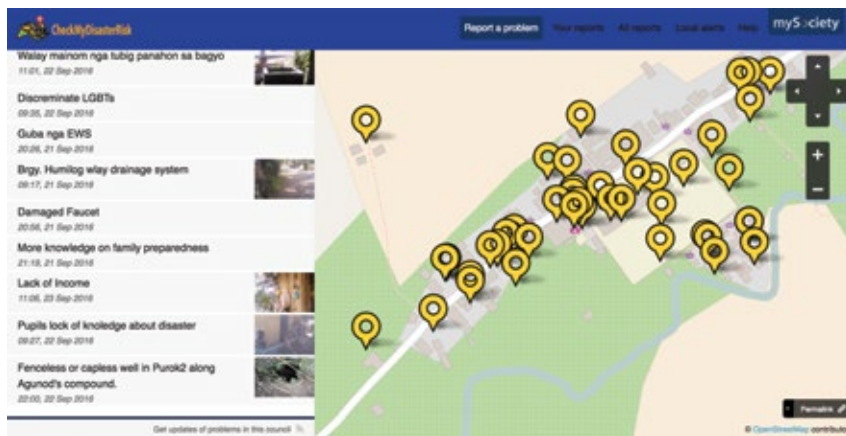 CheckMyDisasterRisk
Report a problem
Your reports
All reports
Local alerts
Help
mySociety
Walay mainom nga tubig panahon sa bagyo
11:01, 22 Sep 2016
Discreminate LGBTs
09:35, 22 Sep 2016
Guba nga EWS
20:26, 21 Sep 2016
Brgy. Humilog wlay drainage system
09:17, 21 Sep 2016
Damaged Faucet
20:56, 21 Sep 2016
More knowledge on family preparedness
21:19, 21 Sep 2016
Lack of Income
11:06, 23 Sep 2016
Pupils lock of knoledge about disaster
09:27, 22 Sep 2016
Fenceless or capless well in Purok2 along
Agunod's compound.
22:00, 22 Sep 2016
Get updates of problems in this council
+
−
Permalink
© OpenStreetMap contributo